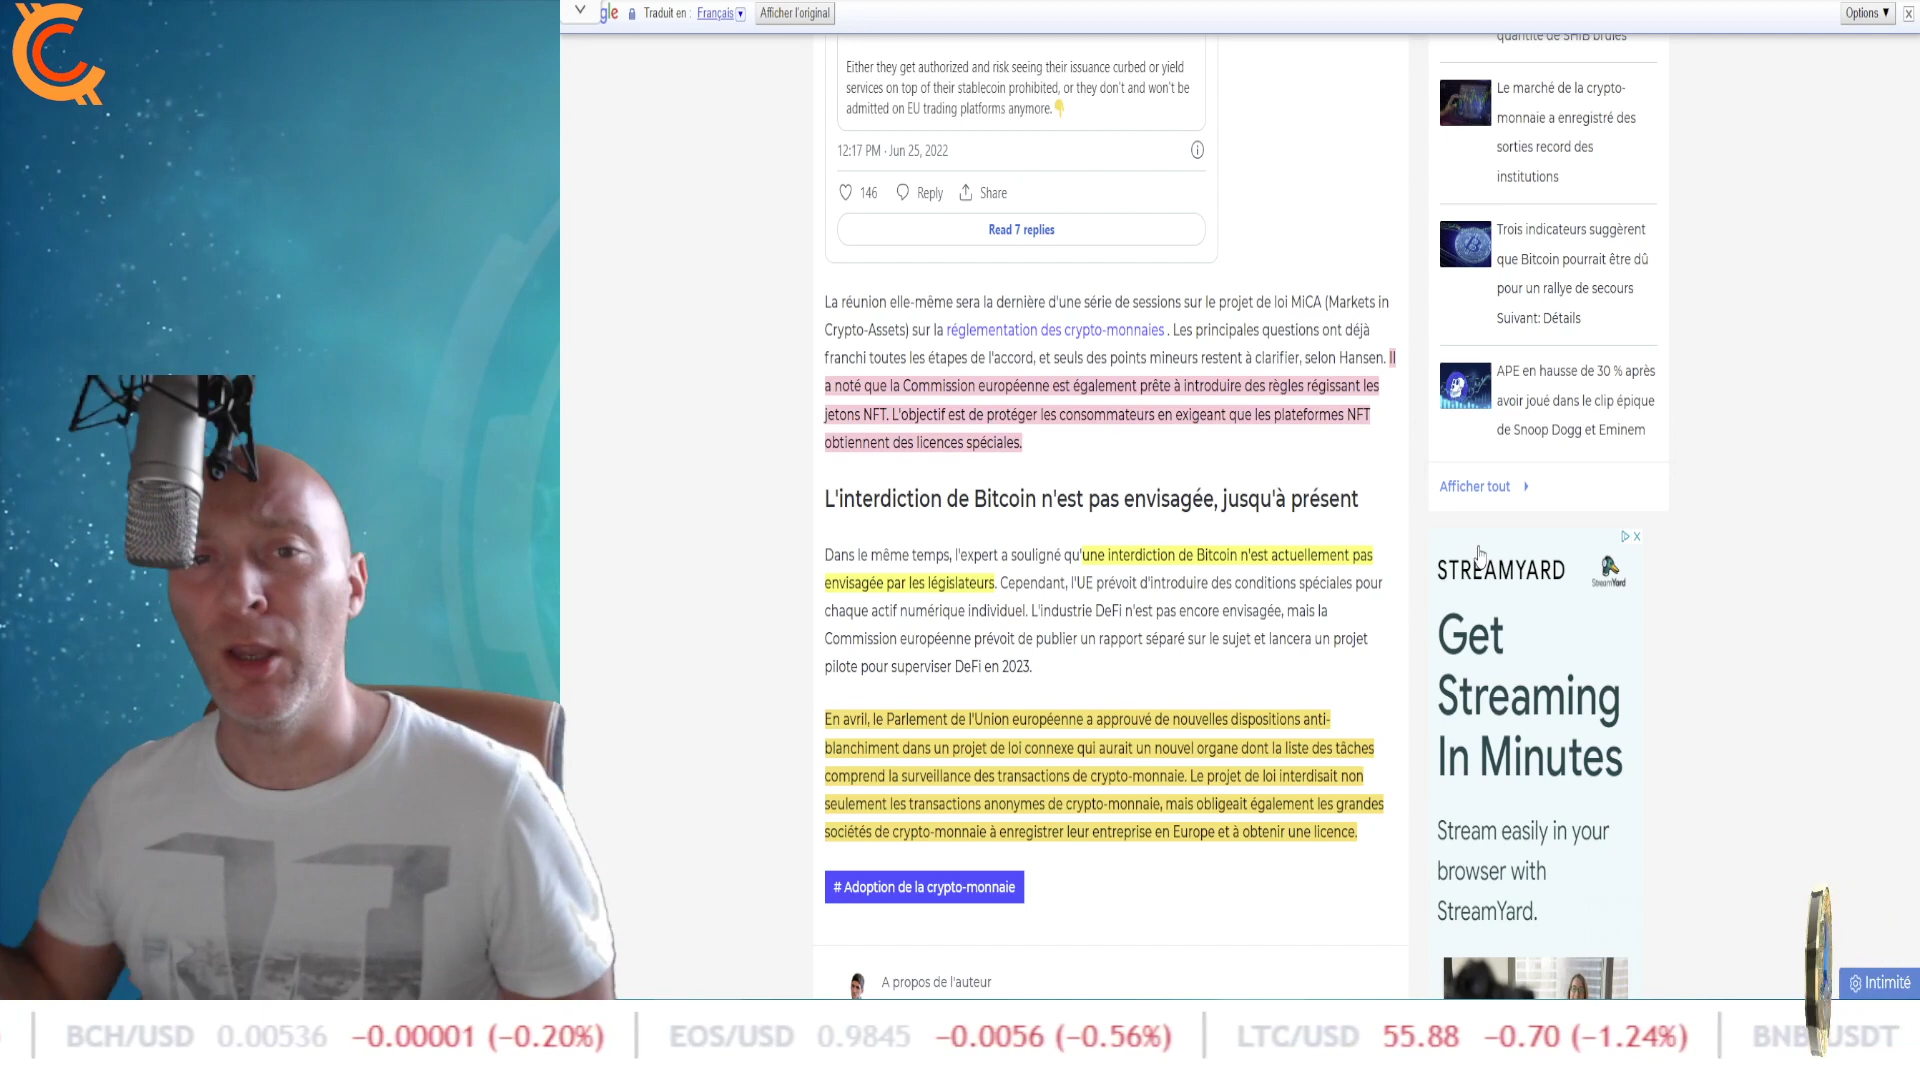 gle Traduit en : Français ▼ Afficher l'original Options ▼ X
Either they get authorized and risk seeing their issuance curbed or yield
services on top of their stablecoin prohibited, or they don't and won't be
admitted on EU trading platforms anymore.👇
12:17 PM · Jun 25, 2022
146 Reply Share
Read 7 replies
La réunion elle-même sera la dernière d'une série de sessions sur le projet de loi MiCA (Markets in
Crypto-Assets) sur la réglementation des crypto-monnaies . Les principales questions ont déjà
franchi toutes les étapes de l'accord, et seuls des points mineurs restent à clarifier, selon Hansen. Il
a noté que la Commission européenne est également prête à introduire des règles régissant les
jetons NFT. L'objectif est de protéger les consommateurs en exigeant que les plateformes NFT
obtiennent des licences spéciales.
L'interdiction de Bitcoin n'est pas envisagée, jusqu'à présent
Dans le même temps, l'expert a souligné qu'une interdiction de Bitcoin n'est actuellement pas
envisagée par les législateurs. Cependant, l'UE prévoit d'introduire des conditions spéciales pour
chaque actif numérique individuel. L'industrie DeFi n'est pas encore envisagée, mais la
Commission européenne prévoit de publier un rapport séparé sur le sujet et lancera un projet
pilote pour superviser DeFi en 2023.
En avril, le Parlement de l'Union européenne a approuvé de nouvelles dispositions anti-
blanchiment dans un projet de loi connexe qui aurait un nouvel organe dont la liste des tâches
comprend la surveillance des transactions de crypto-monnaie. Le projet de loi interdisait non
seulement les transactions anonymes de crypto-monnaie, mais obligeait également les grandes
sociétés de crypto-monnaie à enregistrer leur entreprise en Europe et à obtenir une licence.
# Adoption de la crypto-monnaie
A propos de l'auteur
quantité de SHIB brûlés
Le marché de la crypto-
monnaie a enregistré des
sorties record des
institutions
Trois indicateurs suggèrent
que Bitcoin pourrait être dû
pour un rallye de secours
Suivant: Détails
APE en hausse de 30 % après
avoir joué dans le clip épique
de Snoop Dogg et Eminem
Afficher tout
STREAMYARD
StreamYard
Get
Streaming
In Minutes
Stream easily in your
browser with
StreamYard.
Intimité
BCH/USD 0.00536 −0.00001 (−0.20%) EOS/USD 0.9845 −0.0056 (−0.56%) LTC/USD 55.88 −0.70 (−1.24%)